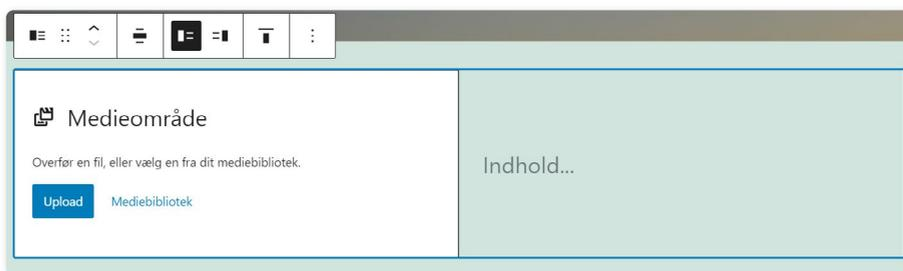 Medieområde
Overfør en fil, eller vælg en fra dit mediebibliotek.
Upload Mediebibliotek
Indhold...